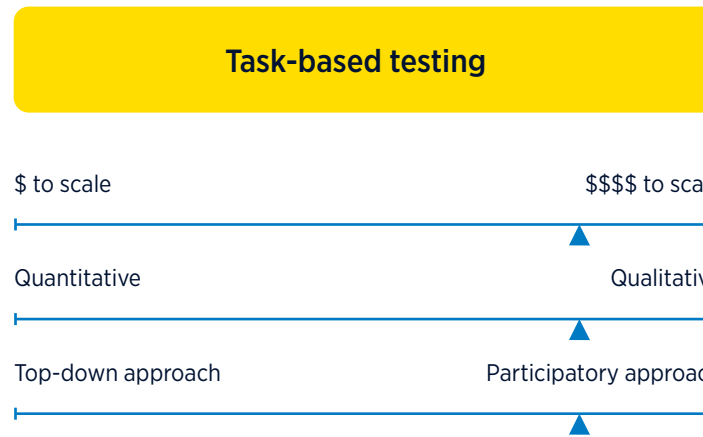 Task-based testing
$ to scale $$$$ to sca
Quantitative Qualitativ
Top-down approach Participatory approac